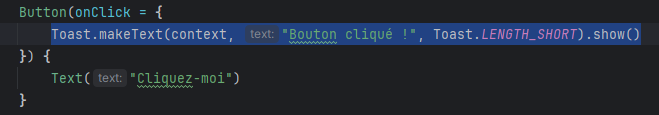 Button(onClick = {
Toast.makeText(context, text: "Bouton cliqué !", Toast.LENGTH_SHORT).show()
}) {
Text(text: "Cliquez-moi")
}